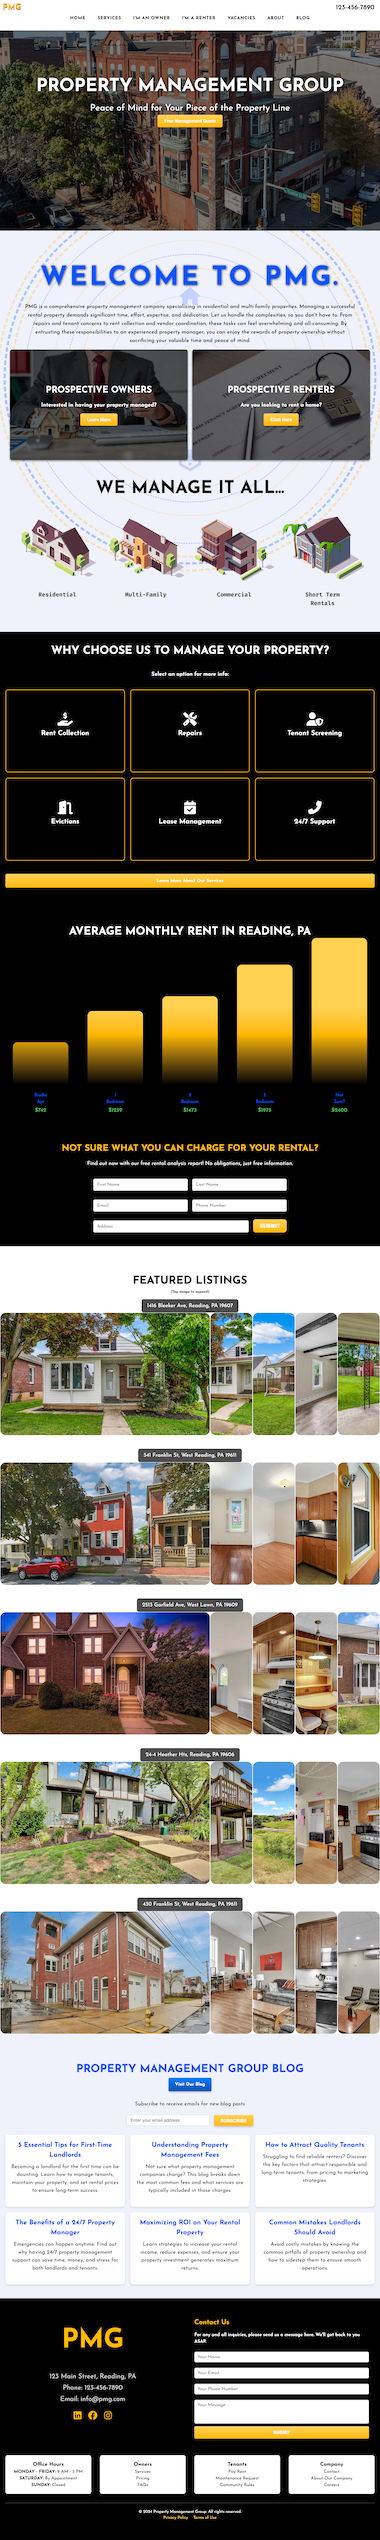 PMG
123-456-7890
HOME SERVICES I'M AN OWNER I'M A RENTER VACANCIES ABOUT BLOG
PROPERTY MANAGEMENT GROUP
Peace of Mind for Your Piece of the Property Line
Free Management Quote
WELCOME TO PMG.
PMG is a comprehensive property management company specializing in residential and multi-family properties. Managing a successful
rental property demands significant time, effort, expertise, and dedication. Let us handle the complexities, so you don't have to. From
repairs and tenant concerns to rent collection and vendor coordination, these tasks can feel overwhelming and all-consuming. By
entrusting these responsibilities to an experienced property manager, you can enjoy the rewards of property ownership without
sacrificing your valuable time and peace of mind.
PROSPECTIVE OWNERS
Interested in having your property managed?
Learn More
PROSPECTIVE RENTERS
Are you looking to rent a home?
Click Here
WE MANAGE IT ALL...
Residential
Multi-Family
Commercial
Short Term
Rentals
WHY CHOOSE US TO MANAGE YOUR PROPERTY?
Select an option for more info:
Rent Collection
Repairs
Tenant Screening
Evictions
Lease Management
24/7 Support
Learn More About Our Services
AVERAGE MONTHLY RENT IN READING, PA
Studio
Apt
$742
1
Bedroom
$1239
2
Bedroom
$1473
3
Bedroom
$1975
Not
Sure?
$2400
NOT SURE WHAT YOU CAN CHARGE FOR YOUR RENTAL?
Find out now with our free rental analysis report! No obligations, just free information.
First Name
Last Name
Email
Phone Number
Address
SUBMIT
FEATURED LISTINGS
(Tap image to expand)
1416 Bleeker Ave, Reading, PA 19607
541 Franklin St, West Reading, PA 19611
2513 Garfield Ave, West Lawn, PA 19609
24-4 Heather Hts, Reading, PA 19606
430 Franklin St, West Reading, PA 19611
PROPERTY MANAGEMENT GROUP BLOG
Visit Our Blog
Subscribe to receive emails for new blog posts
Enter your email address
SUBSCRIBE
5 Essential Tips for First-Time
Landlords
Becoming a landlord for the first time can be
daunting. Learn how to manage tenants,
maintain your property, and set rental prices
to ensure long-term success.
Understanding Property
Management Fees
Not sure what property management
companies charge? This blog breaks down
the most common fees and what services are
typically included in those charges.
How to Attract Quality Tenants
Struggling to find reliable renters? Discover
the key factors that attract responsible and
long-term tenants, from pricing to marketing
strategies.
The Benefits of a 24/7 Property
Manager
Emergencies can happen anytime. Find out
why having 24/7 property management
support can save time, money, and stress for
both landlords and tenants.
Maximizing ROI on Your Rental
Property
Learn strategies to increase your rental
income, reduce expenses, and ensure your
property investment generates maximum
returns.
Common Mistakes Landlords
Should Avoid
Avoid costly mistakes by knowing the
common pitfalls of property ownership and
how to sidestep them to ensure smooth
operations.
PMG
123 Main Street, Reading, PA
Phone: 123-456-7890
Email: info@pmg.com
Contact Us
For any and all inquiries, please send us a message here. We'll get back to you
ASAP.
Your Name
Your Email
Your Phone Number
Your Message
SUBMIT
Office Hours
MONDAY - FRIDAY: 9 AM - 5 PM
SATURDAY: By Appointment
SUNDAY: Closed
Owners
Services
Pricing
FAQs
Tenants
Pay Rent
Maintenance Request
Community Rules
Company
Contact
About Our Company
Careers
© 2024 Property Management Group. All rights reserved.
Privacy Policy Terms of Use